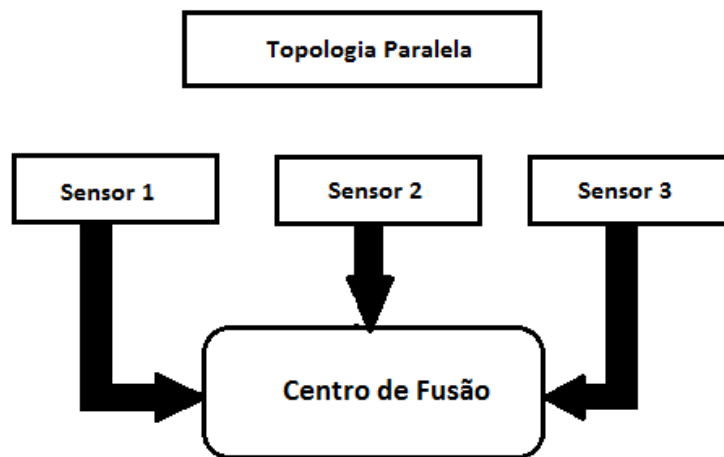 Topologia Paralela
Sensor 1
Sensor 2
Sensor 3
Centro de Fusão